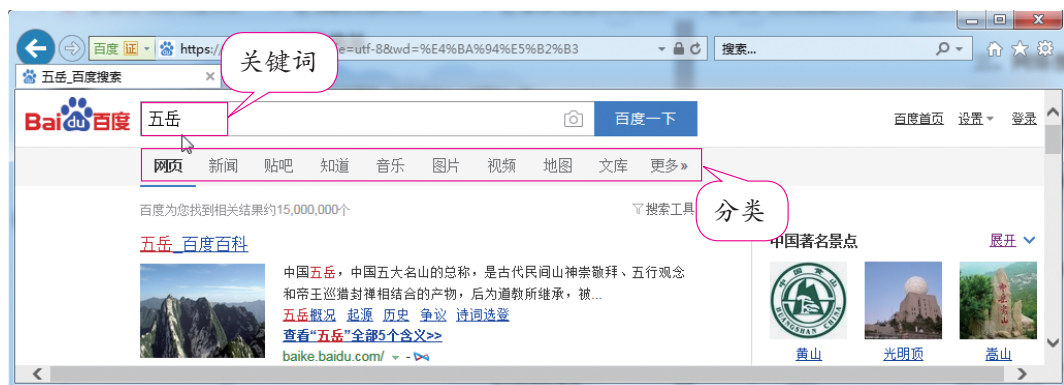 百度 证 https:// e=utf-8&wd=%E4%BA%94%E5%B2%B3 搜索...
五岳_百度搜索
关键词
Bai du 百度 五岳 百度一下 百度首页 设置 登录
网页 新闻 贴吧 知道 音乐 图片 视频 地图 文库 更多»
分类
百度为您找到相关结果约15,000,000个 搜索工具
五岳_百度百科 中国著名景点 展开
中国五岳，中国五大名山的总称，是古代民间山神崇敬拜、五行观念
和帝王巡猎封禅相结合的产物，后为道教所继承，被...
五岳概况 起源 历史 争议 诗词选登
查看“五岳”全部5个含义>>
baike.baidu.com/ -
HUANGSHAN CHINA
黄山 光明顶 嵩山